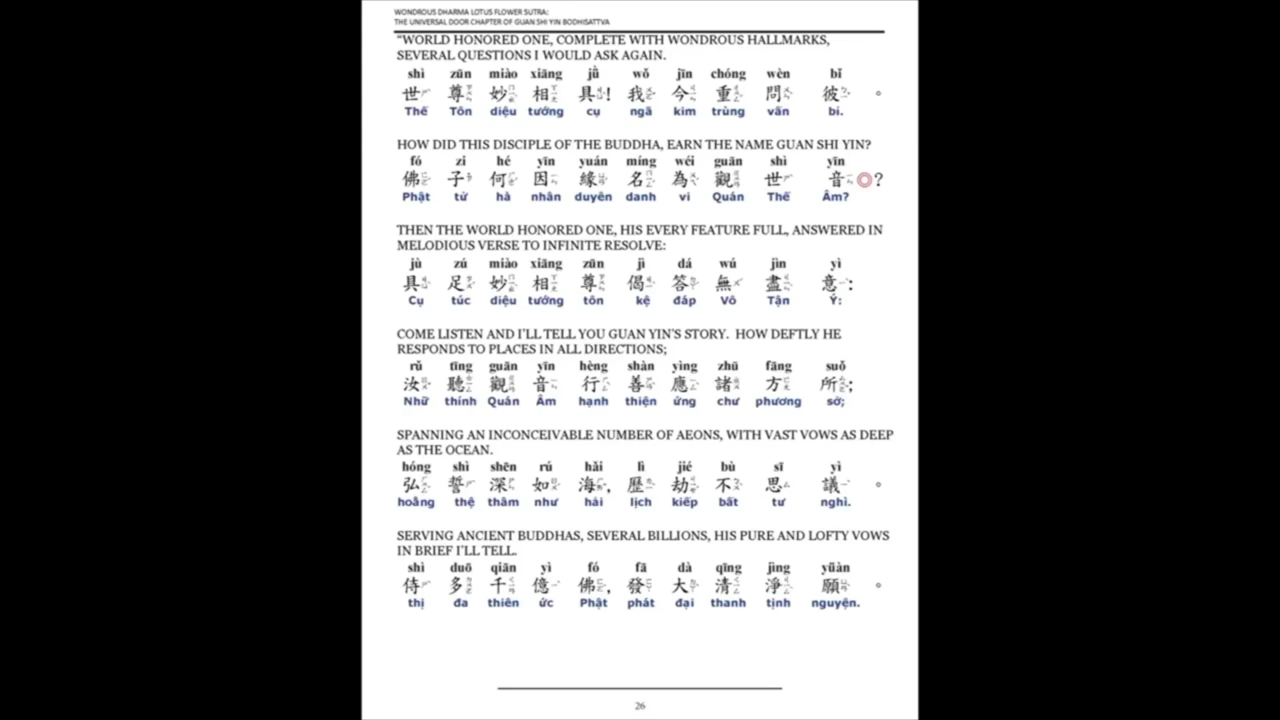 WONDROUS DHARMA LOTUS FLOWER SUTRA:
THE UNIVERSAL DOOR CHAPTER OF GUAN SHI YIN BODHISATTVA
“WORLD HONORED ONE, COMPLETE WITH WONDROUS HALLMARKS,
SEVERAL QUESTIONS I WOULD ASK AGAIN.
shì zūn miào xiāng jǜ wǒ jīn chóng wèn bǐ
世尊妙相具！我今重問彼。
Thế Tôn diệu tướng cụ ngã kim trùng vấn bỉ.
HOW DID THIS DISCIPLE OF THE BUDDHA, EARN THE NAME GUAN SHI YIN?
fó zi hé yīn yuán míng wéi guān shì yīn
佛子何因緣名為觀世音◎？
Phật tử hà nhân duyên danh vi Quán Thế Âm?
THEN THE WORLD HONORED ONE, HIS EVERY FEATURE FULL, ANSWERED IN
MELODIOUS VERSE TO INFINITE RESOLVE:
jù zú miào xiāng zūn jì dá wú jìn yì
具足妙相尊偈答無盡意：
Cụ túc diệu tướng tôn kệ đáp Vô Tận Ý:
COME LISTEN AND I’LL TELL YOU GUAN YIN’S STORY. HOW DEFTLY HE
RESPONDS TO PLACES IN ALL DIRECTIONS;
rǔ tīng guān yīn hèng shàn yìng zhū fāng suǒ
汝聽觀音行善應諸方所；
Nhữ thính Quán Âm hạnh thiện ứng chư phương sở;
SPANNING AN INCONCEIVABLE NUMBER OF AEONS, WITH VAST VOWS AS DEEP
AS THE OCEAN.
hóng shì shēn rú hǎi lì jié bù sī yì
弘誓深如海，歷劫不思議。
hoằng thệ thâm như hải lịch kiếp bất tư nghì.
SERVING ANCIENT BUDDHAS, SEVERAL BILLIONS, HIS PURE AND LOFTY VOWS
IN BRIEF I’LL TELL.
shì duō qiān yì fó fā dà qīng jìng yüàn
侍多千億佛，發大清淨願。
thị đa thiên ức Phật phát đại thanh tịnh nguyện.
26